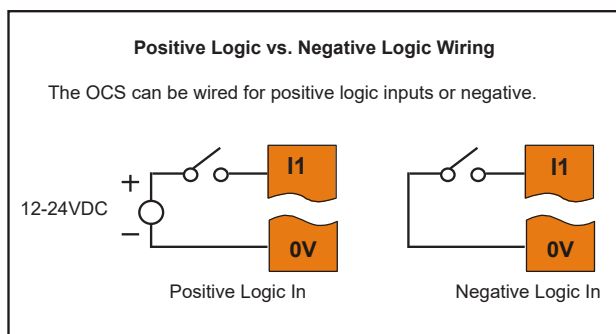 Positive Logic vs. Negative Logic Wiring
The OCS can be wired for positive logic inputs or negative.
I1
I1
+
12-24VDC
–
0V
0V
Positive Logic In
Negative Logic In